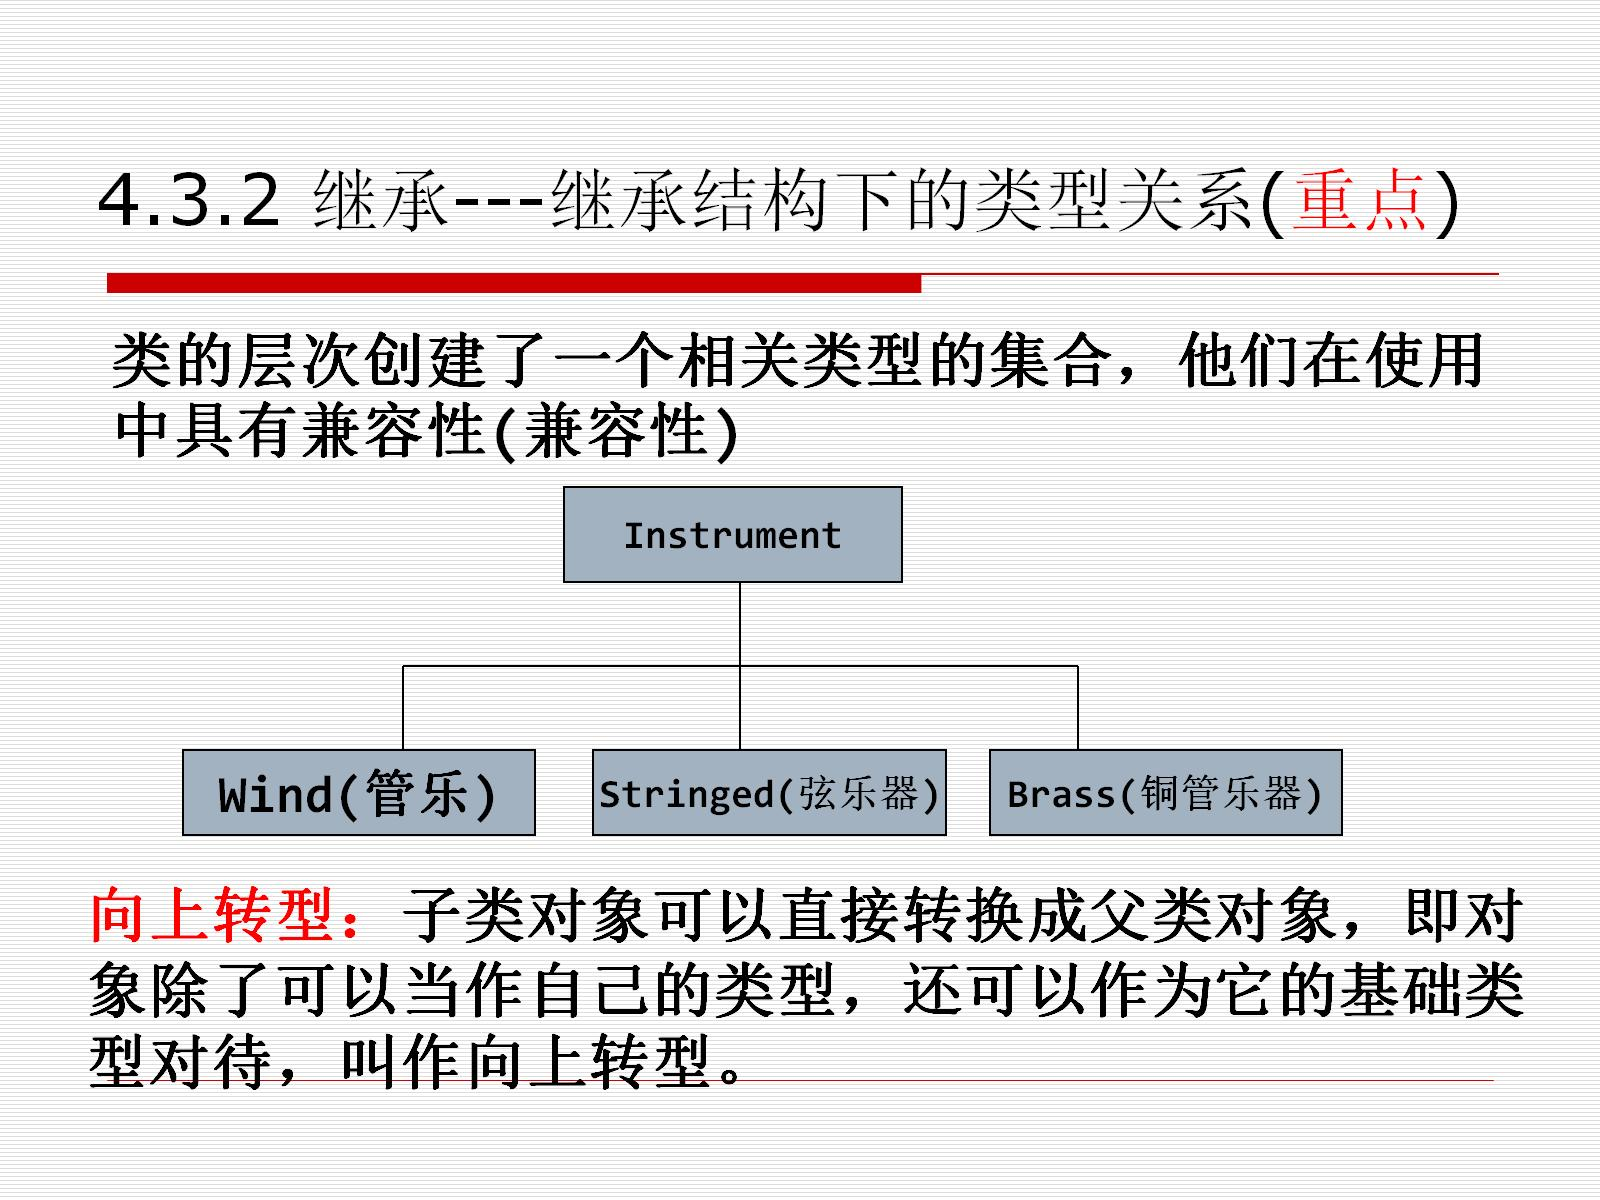 4.3.2 继承---继承结构下的类型关系(重点)
类的层次创建了一个相关类型的集合，他们在使用
中具有兼容性(兼容性)
Instrument
Wind(管乐)
Stringed(弦乐器)
Brass(铜管乐器)
向上转型：子类对象可以直接转换成父类对象，即对
象除了可以当作自己的类型，还可以作为它的基础类
型对待，叫作向上转型。